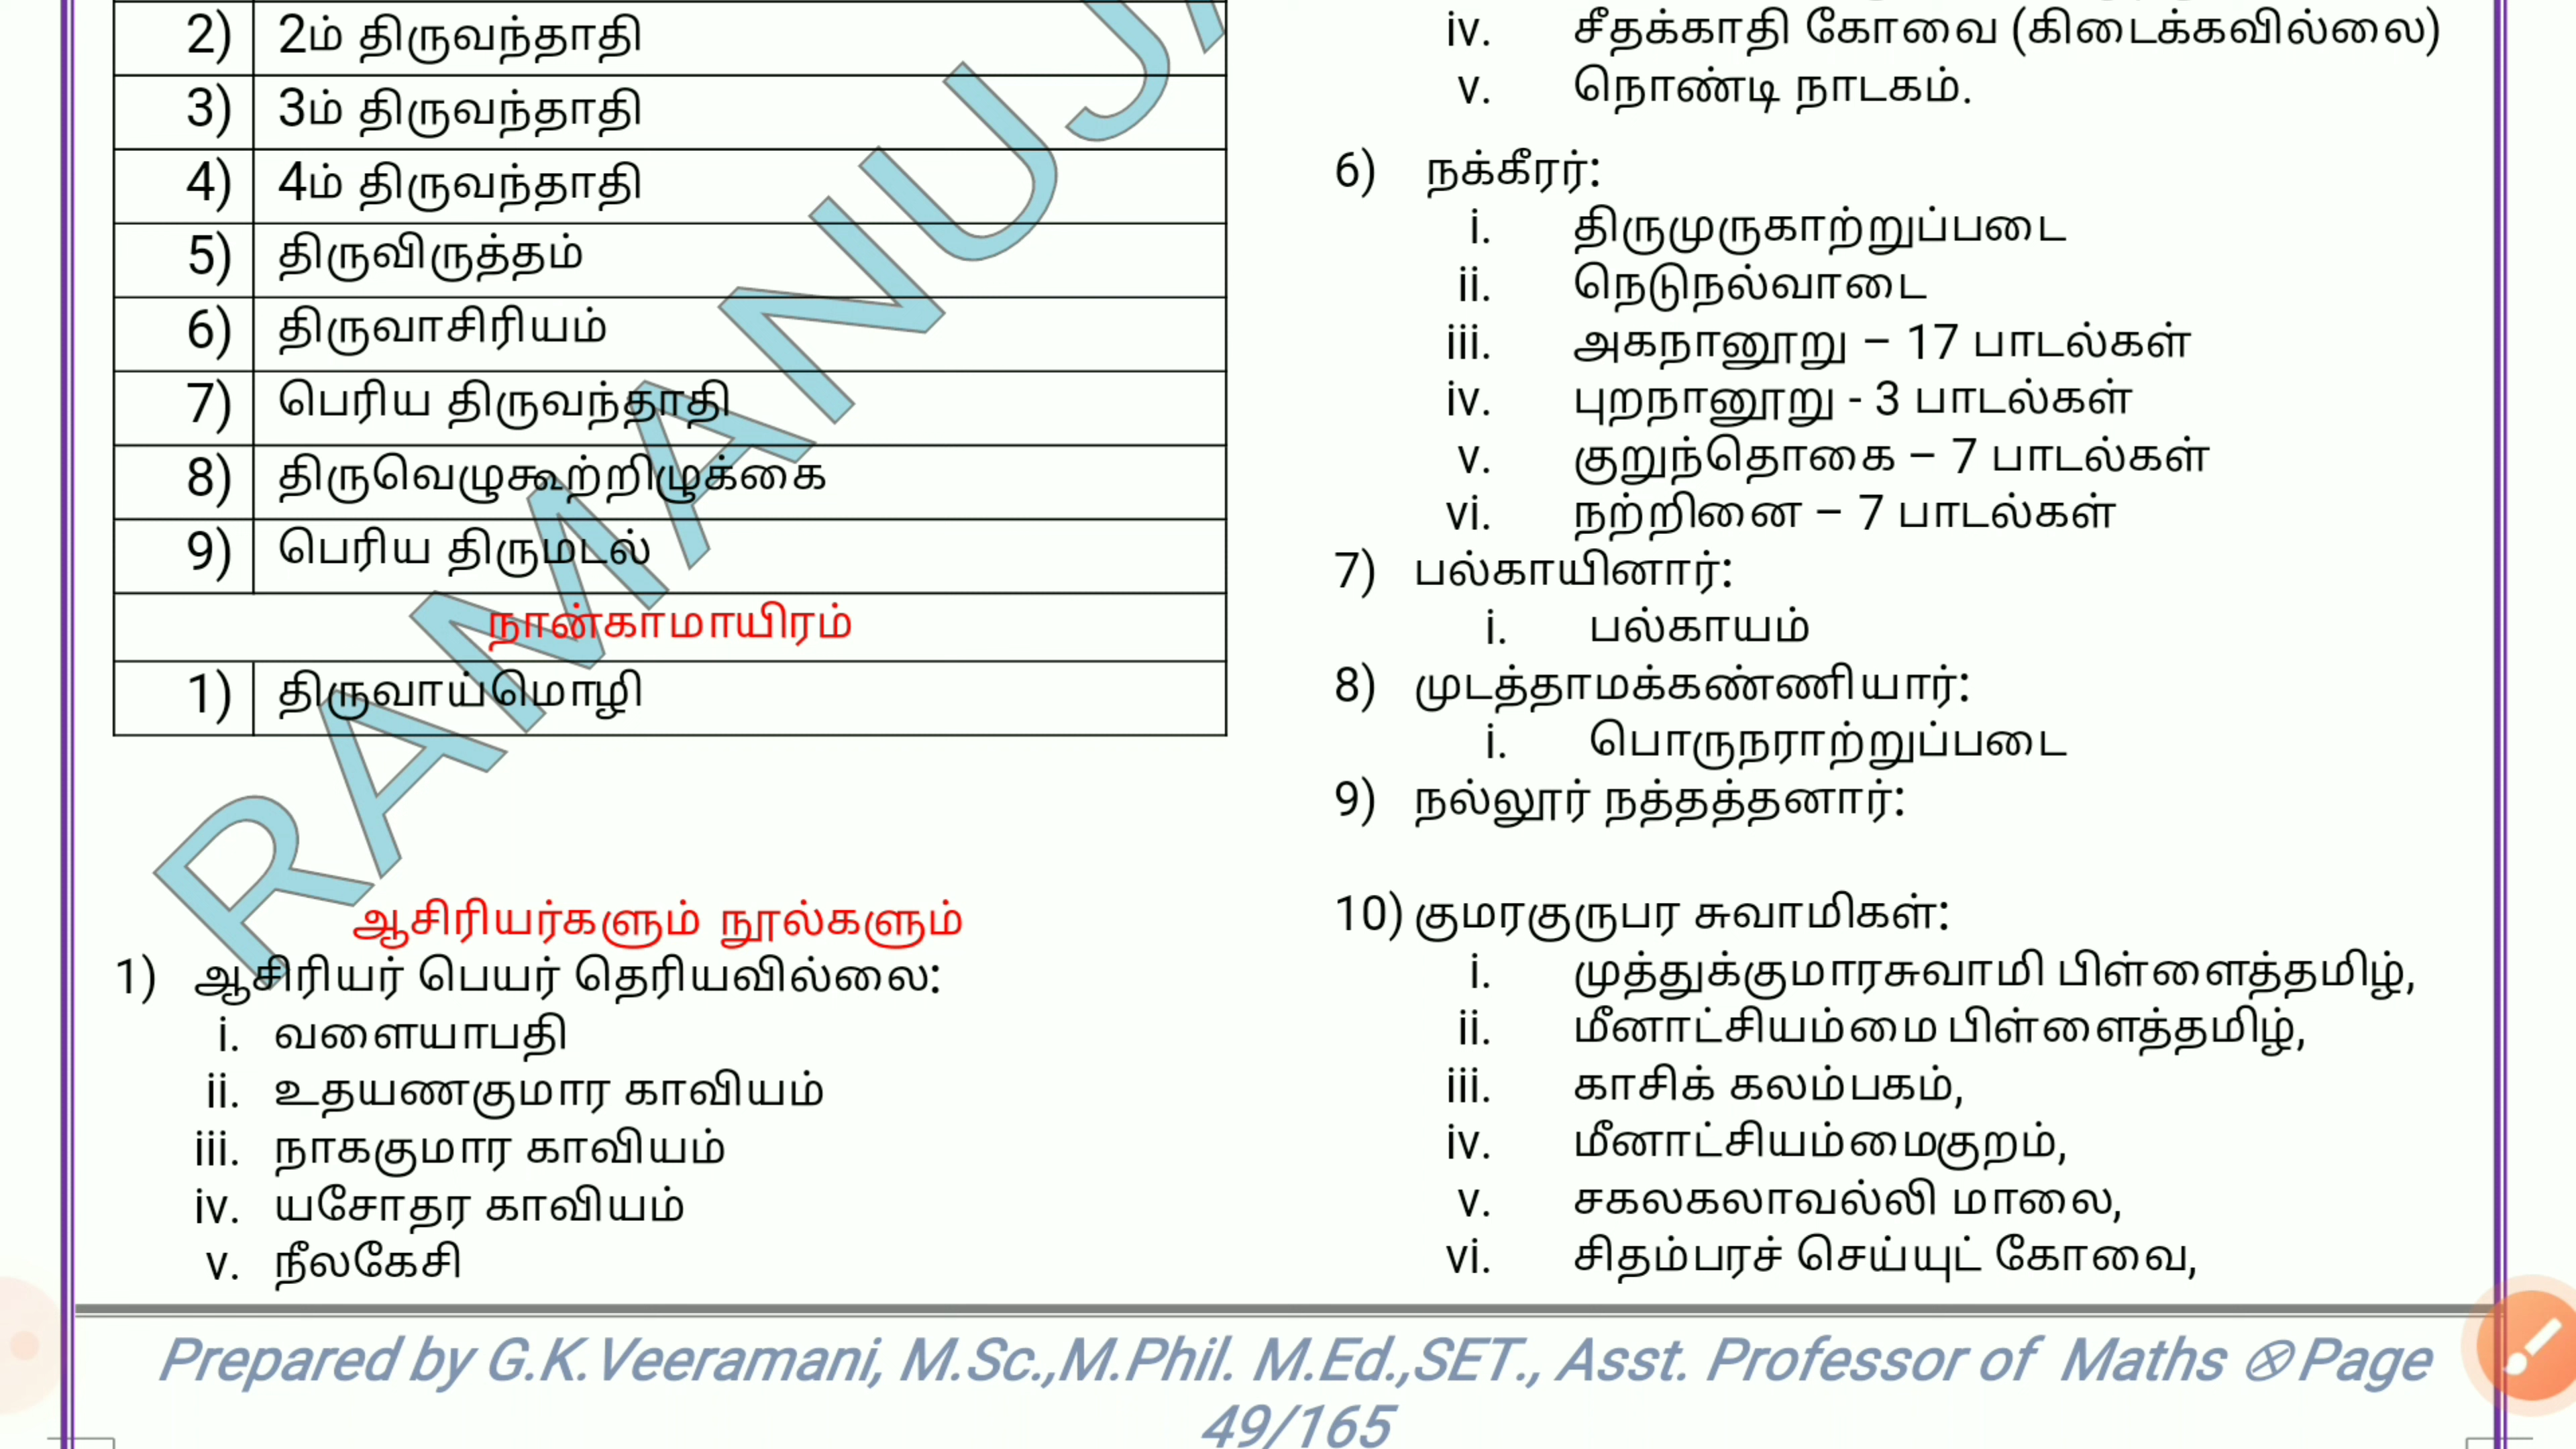 2) 2ம் திருவந்தாதி
3) 3ம் திருவந்தாதி
4) 4ம் திருவந்தாதி
5) திருவிருத்தம்
6) திருவாசிரியம்
7) பெரிய திருவந்தாதி
8) திருவெழுகூற்றிழுக்கை
9) பெரிய திருமடல்
நான்காமாயிரம்
1) திருவாய்மொழி
ஆசிரியர்களும் நூல்களும்
1) ஆசிரியர் பெயர் தெரியவில்லை:
i. வளையாபதி
ii. உதயணகுமார காவியம்
iii. நாககுமார காவியம்
iv. யசோதர காவியம்
v. நீலகேசி
iv. சீதக்காதி கோவை (கிடைக்கவில்லை)
v. நொண்டி நாடகம்.
6) நக்கீரர்:
i. திருமுருகாற்றுப்படை
ii. நெடுநல்வாடை
iii. அகநானூறு – 17 பாடல்கள்
iv. புறநானூறு - 3 பாடல்கள்
v. குறுந்தொகை – 7 பாடல்கள்
vi. நற்றினை – 7 பாடல்கள்
7) பல்காயினார்:
i. பல்காயம்
8) முடத்தாமக்கண்ணியார்:
i. பொருநராற்றுப்படை
9) நல்லூர் நத்தத்தனார்:
10) குமரகுருபர சுவாமிகள்:
i. முத்துக்குமாரசுவாமி பிள்ளைத்தமிழ்,
ii. மீனாட்சியம்மை பிள்ளைத்தமிழ்,
iii. காசிக் கலம்பகம்,
iv. மீனாட்சியம்மைகுறம்,
v. சகலகலாவல்லி மாலை,
vi. சிதம்பரச் செய்யுட் கோவை,
Prepared by G.K.Veeramani, M.Sc.,M.Phil. M.Ed.,SET., Asst. Professor of Maths ⊗ Page
49/165